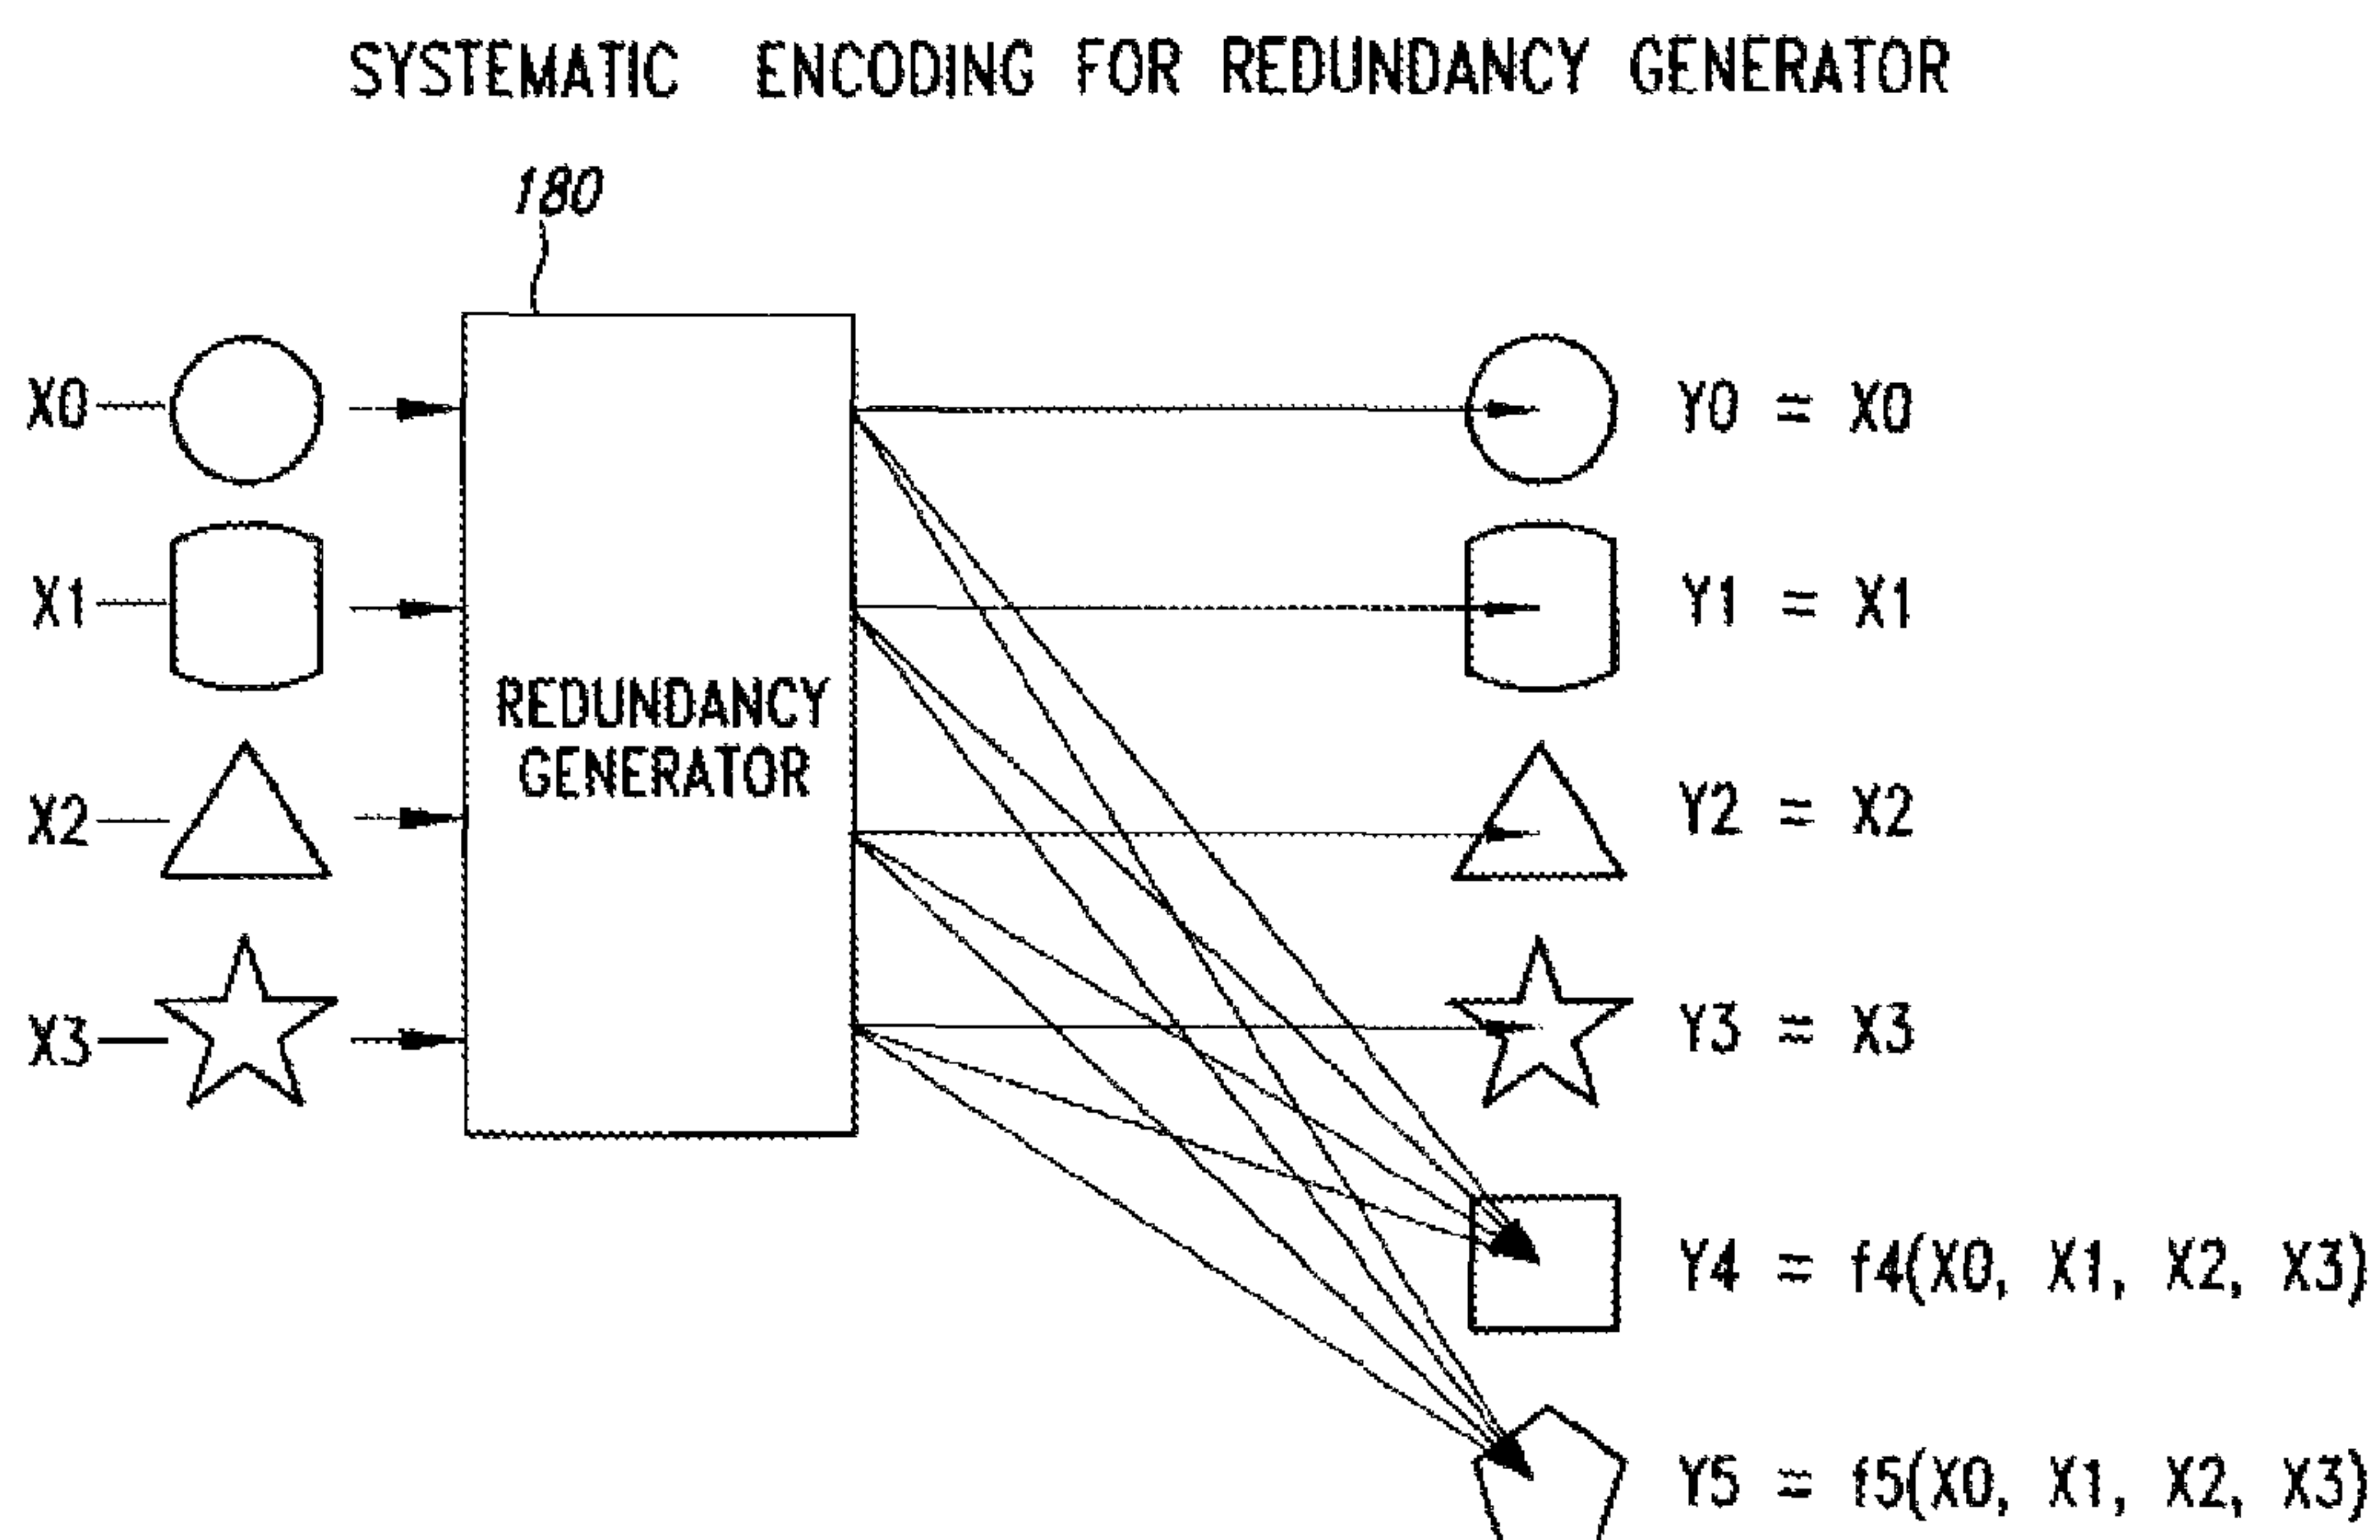 SYSTEMATIC ENCODING FOR REDUNDANCY GENERATOR
180
X0
Y0 = X0
X1
Y1 = X1
REDUNDANCY
GENERATOR
X2
Y2 = X2
X3
Y3 = X3
Y4 = f4(X0, X1, X2, X3)
Y5 = f5(X0, X1, X2, X3)